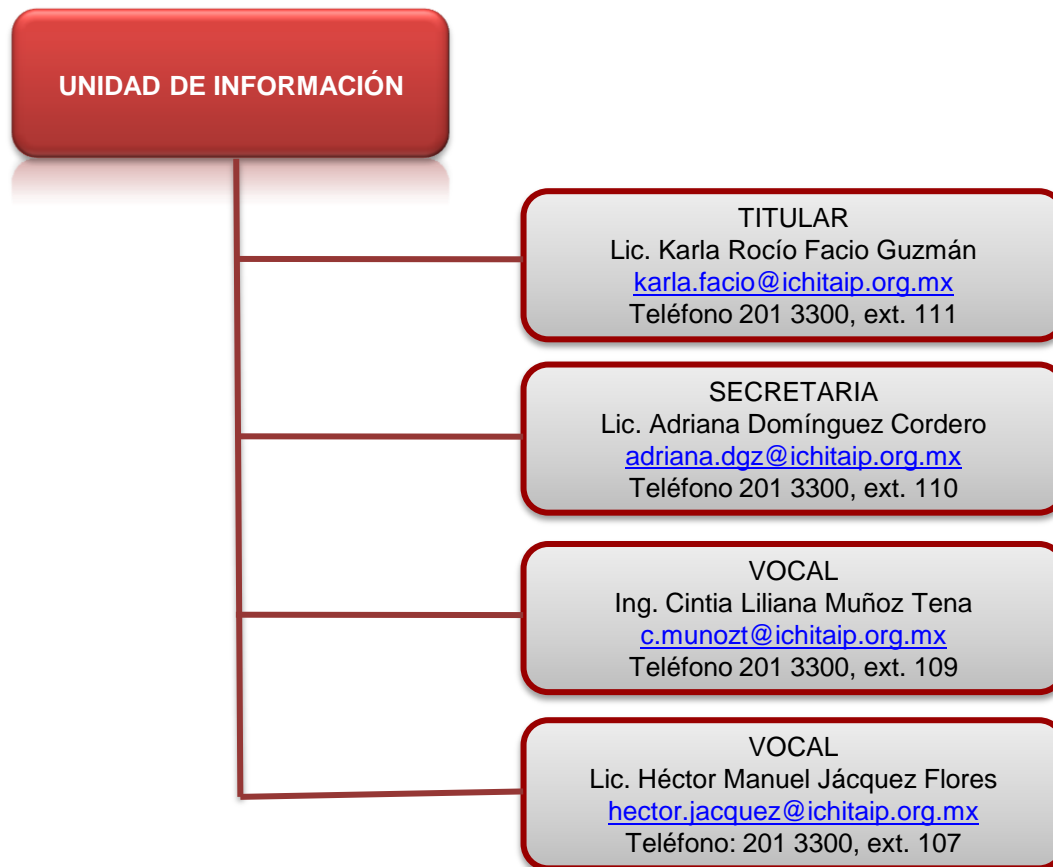 UNIDAD DE INFORMACIÓN
TITULAR
Lic. Karla Rocío Facio Guzmán
karla.facio@ichitaip.org.mx
Teléfono 201 3300, ext. 111
SECRETARIA
Lic. Adriana Domínguez Cordero
adriana.dgz@ichitaip.org.mx
Teléfono 201 3300, ext. 110
VOCAL
Ing. Cintia Liliana Muñoz Tena
c.munozt@ichitaip.org.mx
Teléfono 201 3300, ext. 109
VOCAL
Lic. Héctor Manuel Jácquez Flores
hector.jacquez@ichitaip.org.mx
Teléfono: 201 3300, ext. 107